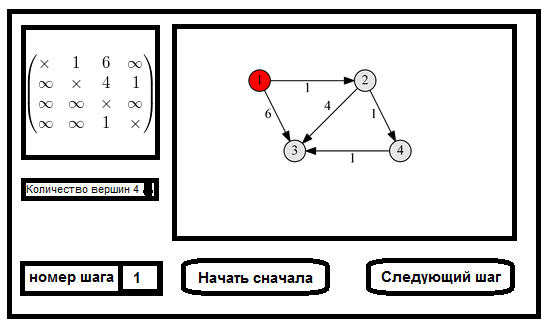 × 1 6 ∞
∞ × 4 1
∞ ∞ × ∞
∞ ∞ 1 ×
Количество вершин 4
1
2
3
4
1
6
4
1
1
номер шага 1
Начать сначала
Следующий шаг